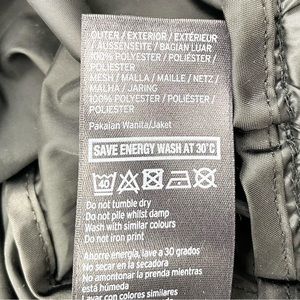 OUTER / EXTERIOR / EXTÉRIEUR
/ AUSSENSEITE / BAGIAN LUAR
100% POLYESTER / POLYESTER /
POLIÉSTER
MESH / MALLA / MAILLE / NETZ /
MALHA / JARING
100% POLYESTER / POLYESTER /
POLIÉSTER
Pakaian Wanita/Jaket
SAVE ENERGY WASH AT 30°C
40
Do not tumble dry
Do not pile whilst damp
Wash with similar colours
Do not iron print
Ahorre energía, lave a 30 grados
No secar en la secadora
No amontonar la prenda mientras
está húmeda
Lavar con colores similares